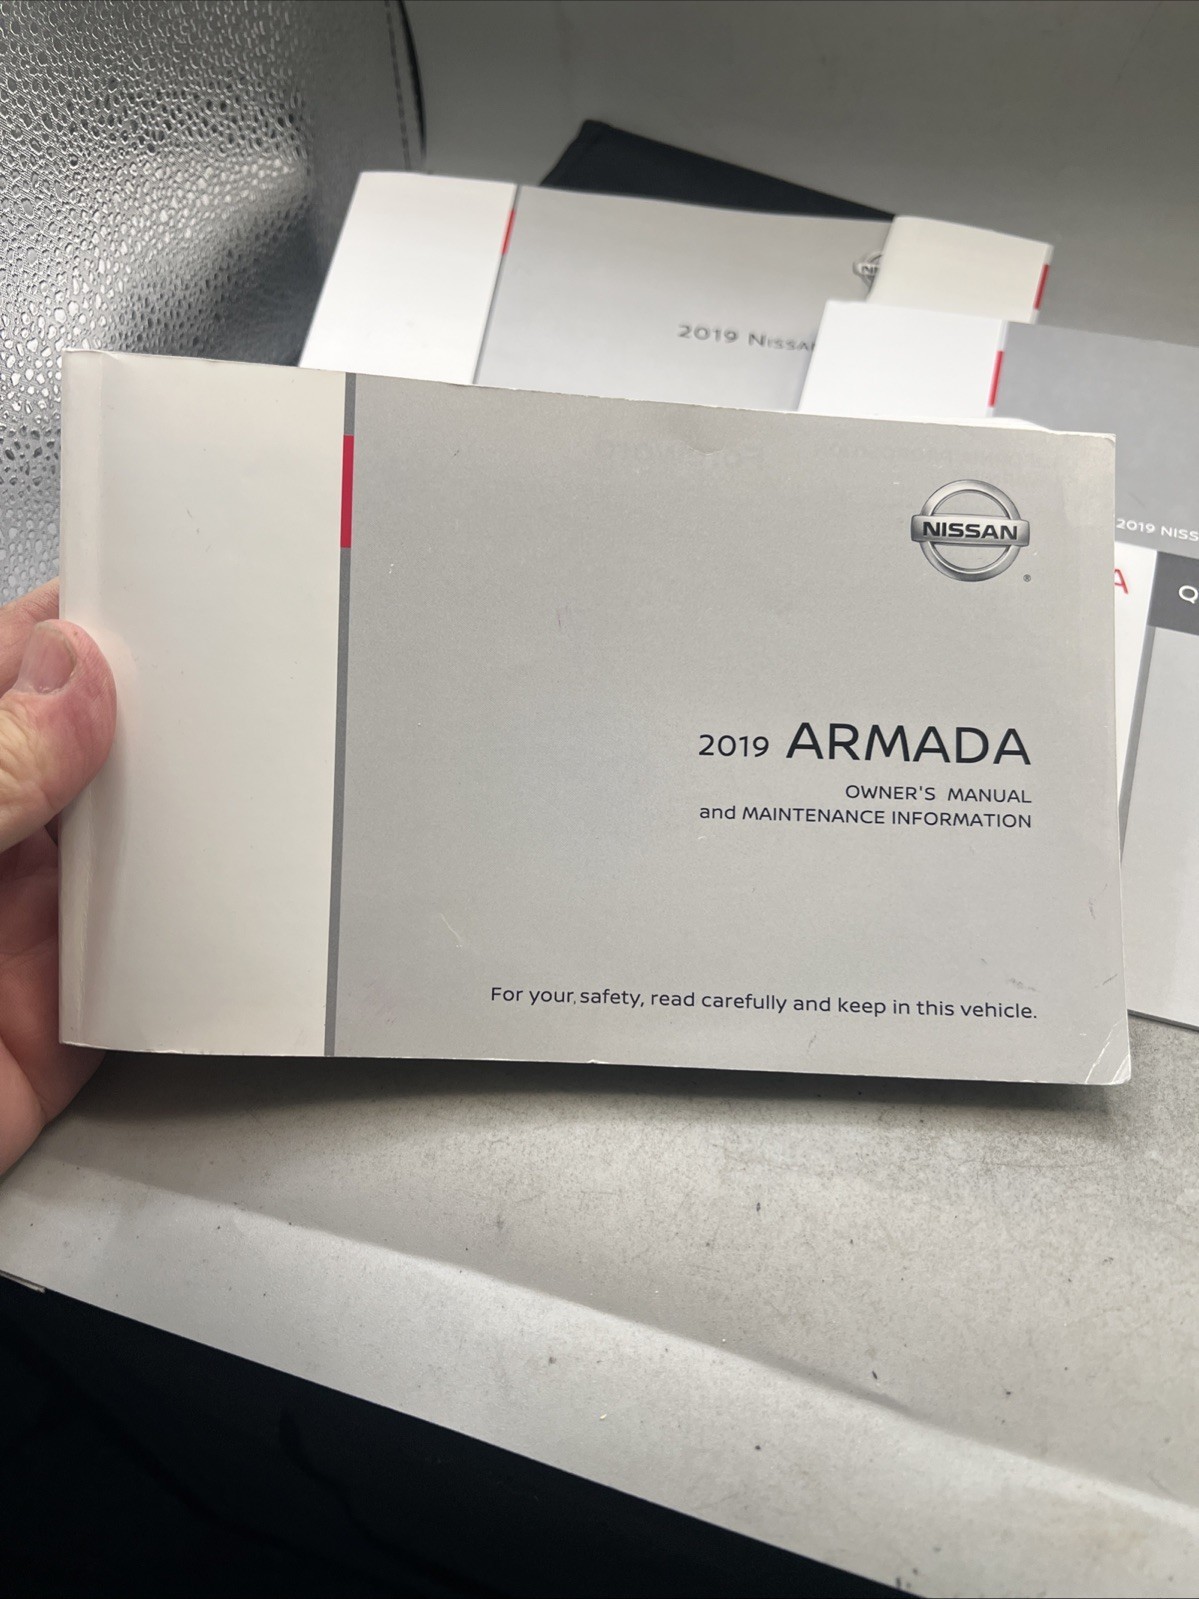 2019 NISSAN
NISSAN
®
2019 NISS
A
Q
2019 ARMADA
OWNER'S MANUAL
and MAINTENANCE INFORMATION
For your safety, read carefully and keep in this vehicle.